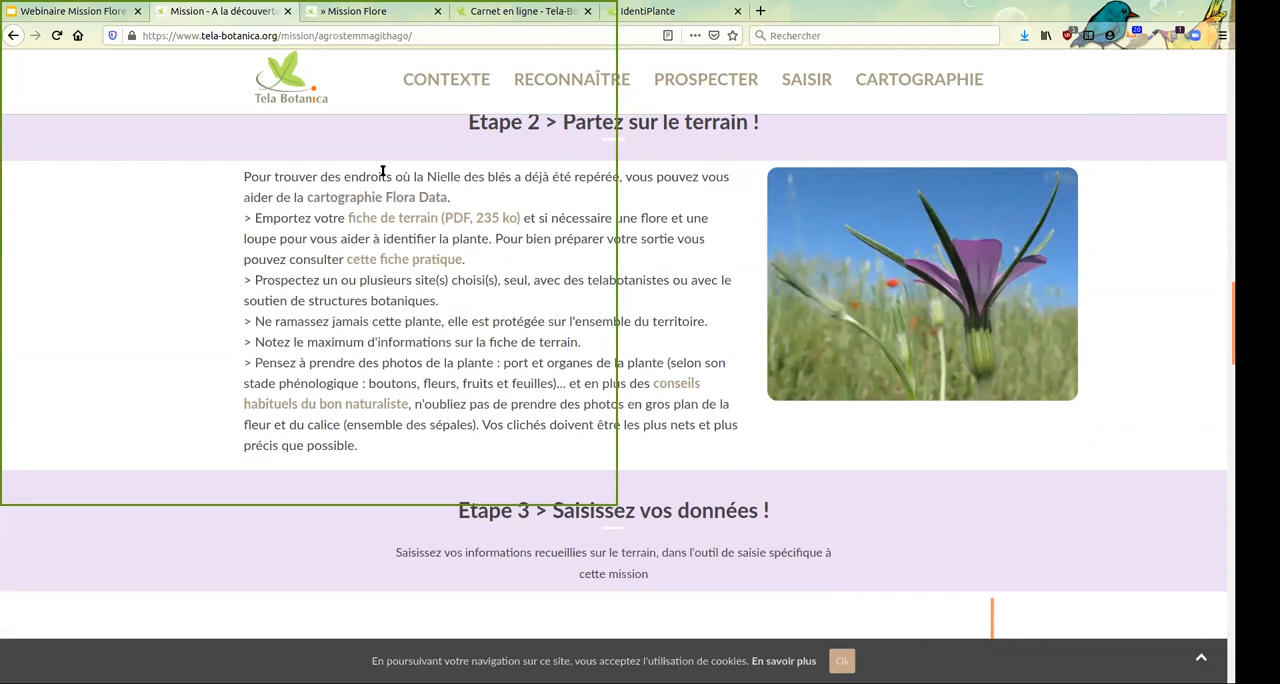 Webinaire Mission Flore
Mission - A la découverte
» Mission Flore
Carnet en ligne - Tela-Bo
IdentiPlante
https://www.tela-botanica.org/mission/agrostemmagithago/
Rechercher
20
Tela Botanica
CONTEXTE
RECONNAÎTRE
PROSPECTER
SAISIR
CARTOGRAPHIE
Etape 2 > Partez sur le terrain !
Pour trouver des endroits où la Nielle des blés a déjà été repérée, vous pouvez vous
aider de la cartographie Flora Data.
> Emportez votre fiche de terrain (PDF, 235 ko) et si nécessaire une flore et une
loupe pour vous aider à identifier la plante. Pour bien préparer votre sortie vous
pouvez consulter cette fiche pratique.
> Prospectez un ou plusieurs site(s) choisi(s), seul, avec des telabotanistes ou avec le
soutien de structures botaniques.
> Ne ramassez jamais cette plante, elle est protégée sur l'ensemble du territoire.
> Notez le maximum d'informations sur la fiche de terrain.
> Pensez à prendre des photos de la plante : port et organes de la plante (selon son
stade phénologique : boutons, fleurs, fruits et feuilles)... et en plus des conseils
habituels du bon naturaliste, n'oubliez pas de prendre des photos en gros plan de la
fleur et du calice (ensemble des sépales). Vos clichés doivent être les plus nets et plus
précis que possible.
Etape 3 > Saisissez vos données !
Saisissez vos informations recueillies sur le terrain, dans l'outil de saisie spécifique à
cette mission
En poursuivant votre navigation sur ce site, vous acceptez l'utilisation de cookies. En savoir plus
Ok